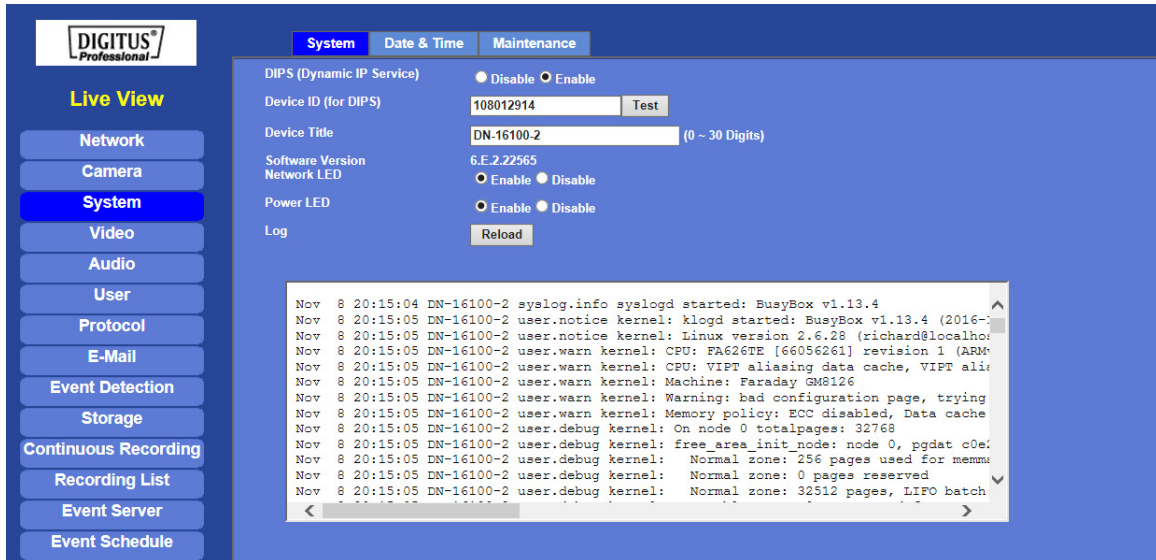 DIGITUS®
Professional
Live View
Network
Camera
System
Video
Audio
User
Protocol
E-Mail
Event Detection
Storage
Continuous Recording
Recording List
Event Server
Event Schedule
System Date & Time Maintenance
DIPS (Dynamic IP Service) Disable Enable
Device ID (for DIPS) 108012914 Test
Device Title DN-16100-2 (0 ~ 30 Digits)
Software Version 6.E.2.22565
Network LED Enable Disable
Power LED Enable Disable
Log Reload
Nov 8 20:15:04 DN-16100-2 syslog.info syslogd started: BusyBox v1.13.4
Nov 8 20:15:05 DN-16100-2 user.notice kernel: klogd started: BusyBox v1.13.4 (2016-
Nov 8 20:15:05 DN-16100-2 user.notice kernel: Linux version 2.6.28 (richard@localho
Nov 8 20:15:05 DN-16100-2 user.warn kernel: CPU: FA626TE [66056261] revision 1 (ARM
Nov 8 20:15:05 DN-16100-2 user.warn kernel: CPU: VIPT aliasing data cache, VIPT ali
Nov 8 20:15:05 DN-16100-2 user.warn kernel: Machine: Faraday GM8126
Nov 8 20:15:05 DN-16100-2 user.warn kernel: Warning: bad configuration page, trying
Nov 8 20:15:05 DN-16100-2 user.warn kernel: Memory policy: ECC disabled, Data cache
Nov 8 20:15:05 DN-16100-2 user.debug kernel: On node 0 totalpages: 32768
Nov 8 20:15:05 DN-16100-2 user.debug kernel: free_area_init_node: node 0, pgdat c0e2
Nov 8 20:15:05 DN-16100-2 user.debug kernel: Normal zone: 256 pages used for memma
Nov 8 20:15:05 DN-16100-2 user.debug kernel: Normal zone: 0 pages reserved
Nov 8 20:15:05 DN-16100-2 user.debug kernel: Normal zone: 32512 pages, LIFO batch